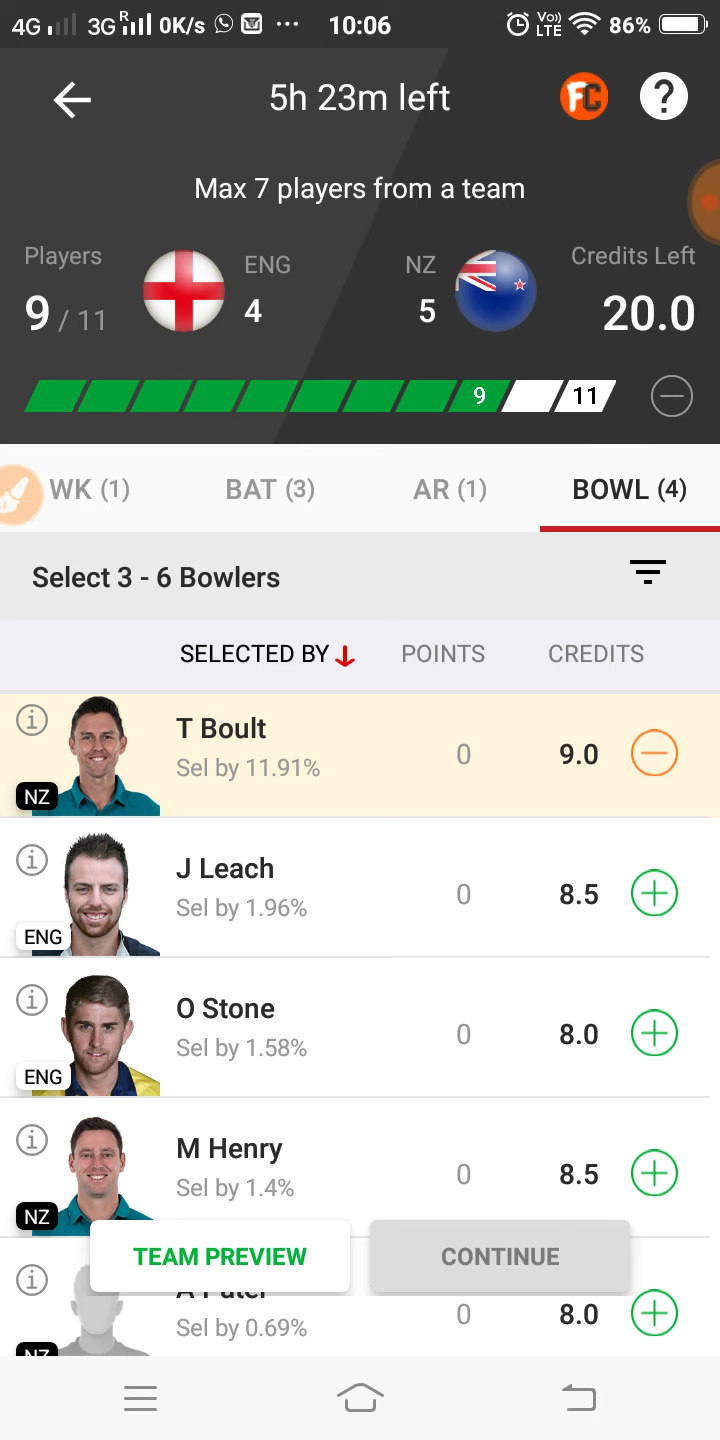 4G 3G R 0K/s ... 10:06 Vo)) LTE 86%
5h 23m left FC ?
Max 7 players from a team
Players ENG NZ Credits Left
9 / 11 4 5 20.0
9 11
WK (1) BAT (3) AR (1) BOWL (4)
Select 3 - 6 Bowlers
SELECTED BY POINTS CREDITS
T Boult
Sel by 11.91% 0 9.0
NZ
J Leach
Sel by 1.96% 0 8.5
ENG
O Stone
Sel by 1.58% 0 8.0
ENG
M Henry
Sel by 1.4% 0 8.5
NZ
TEAM PREVIEW CONTINUE
Sel by 0.69% 0 8.0
NZ